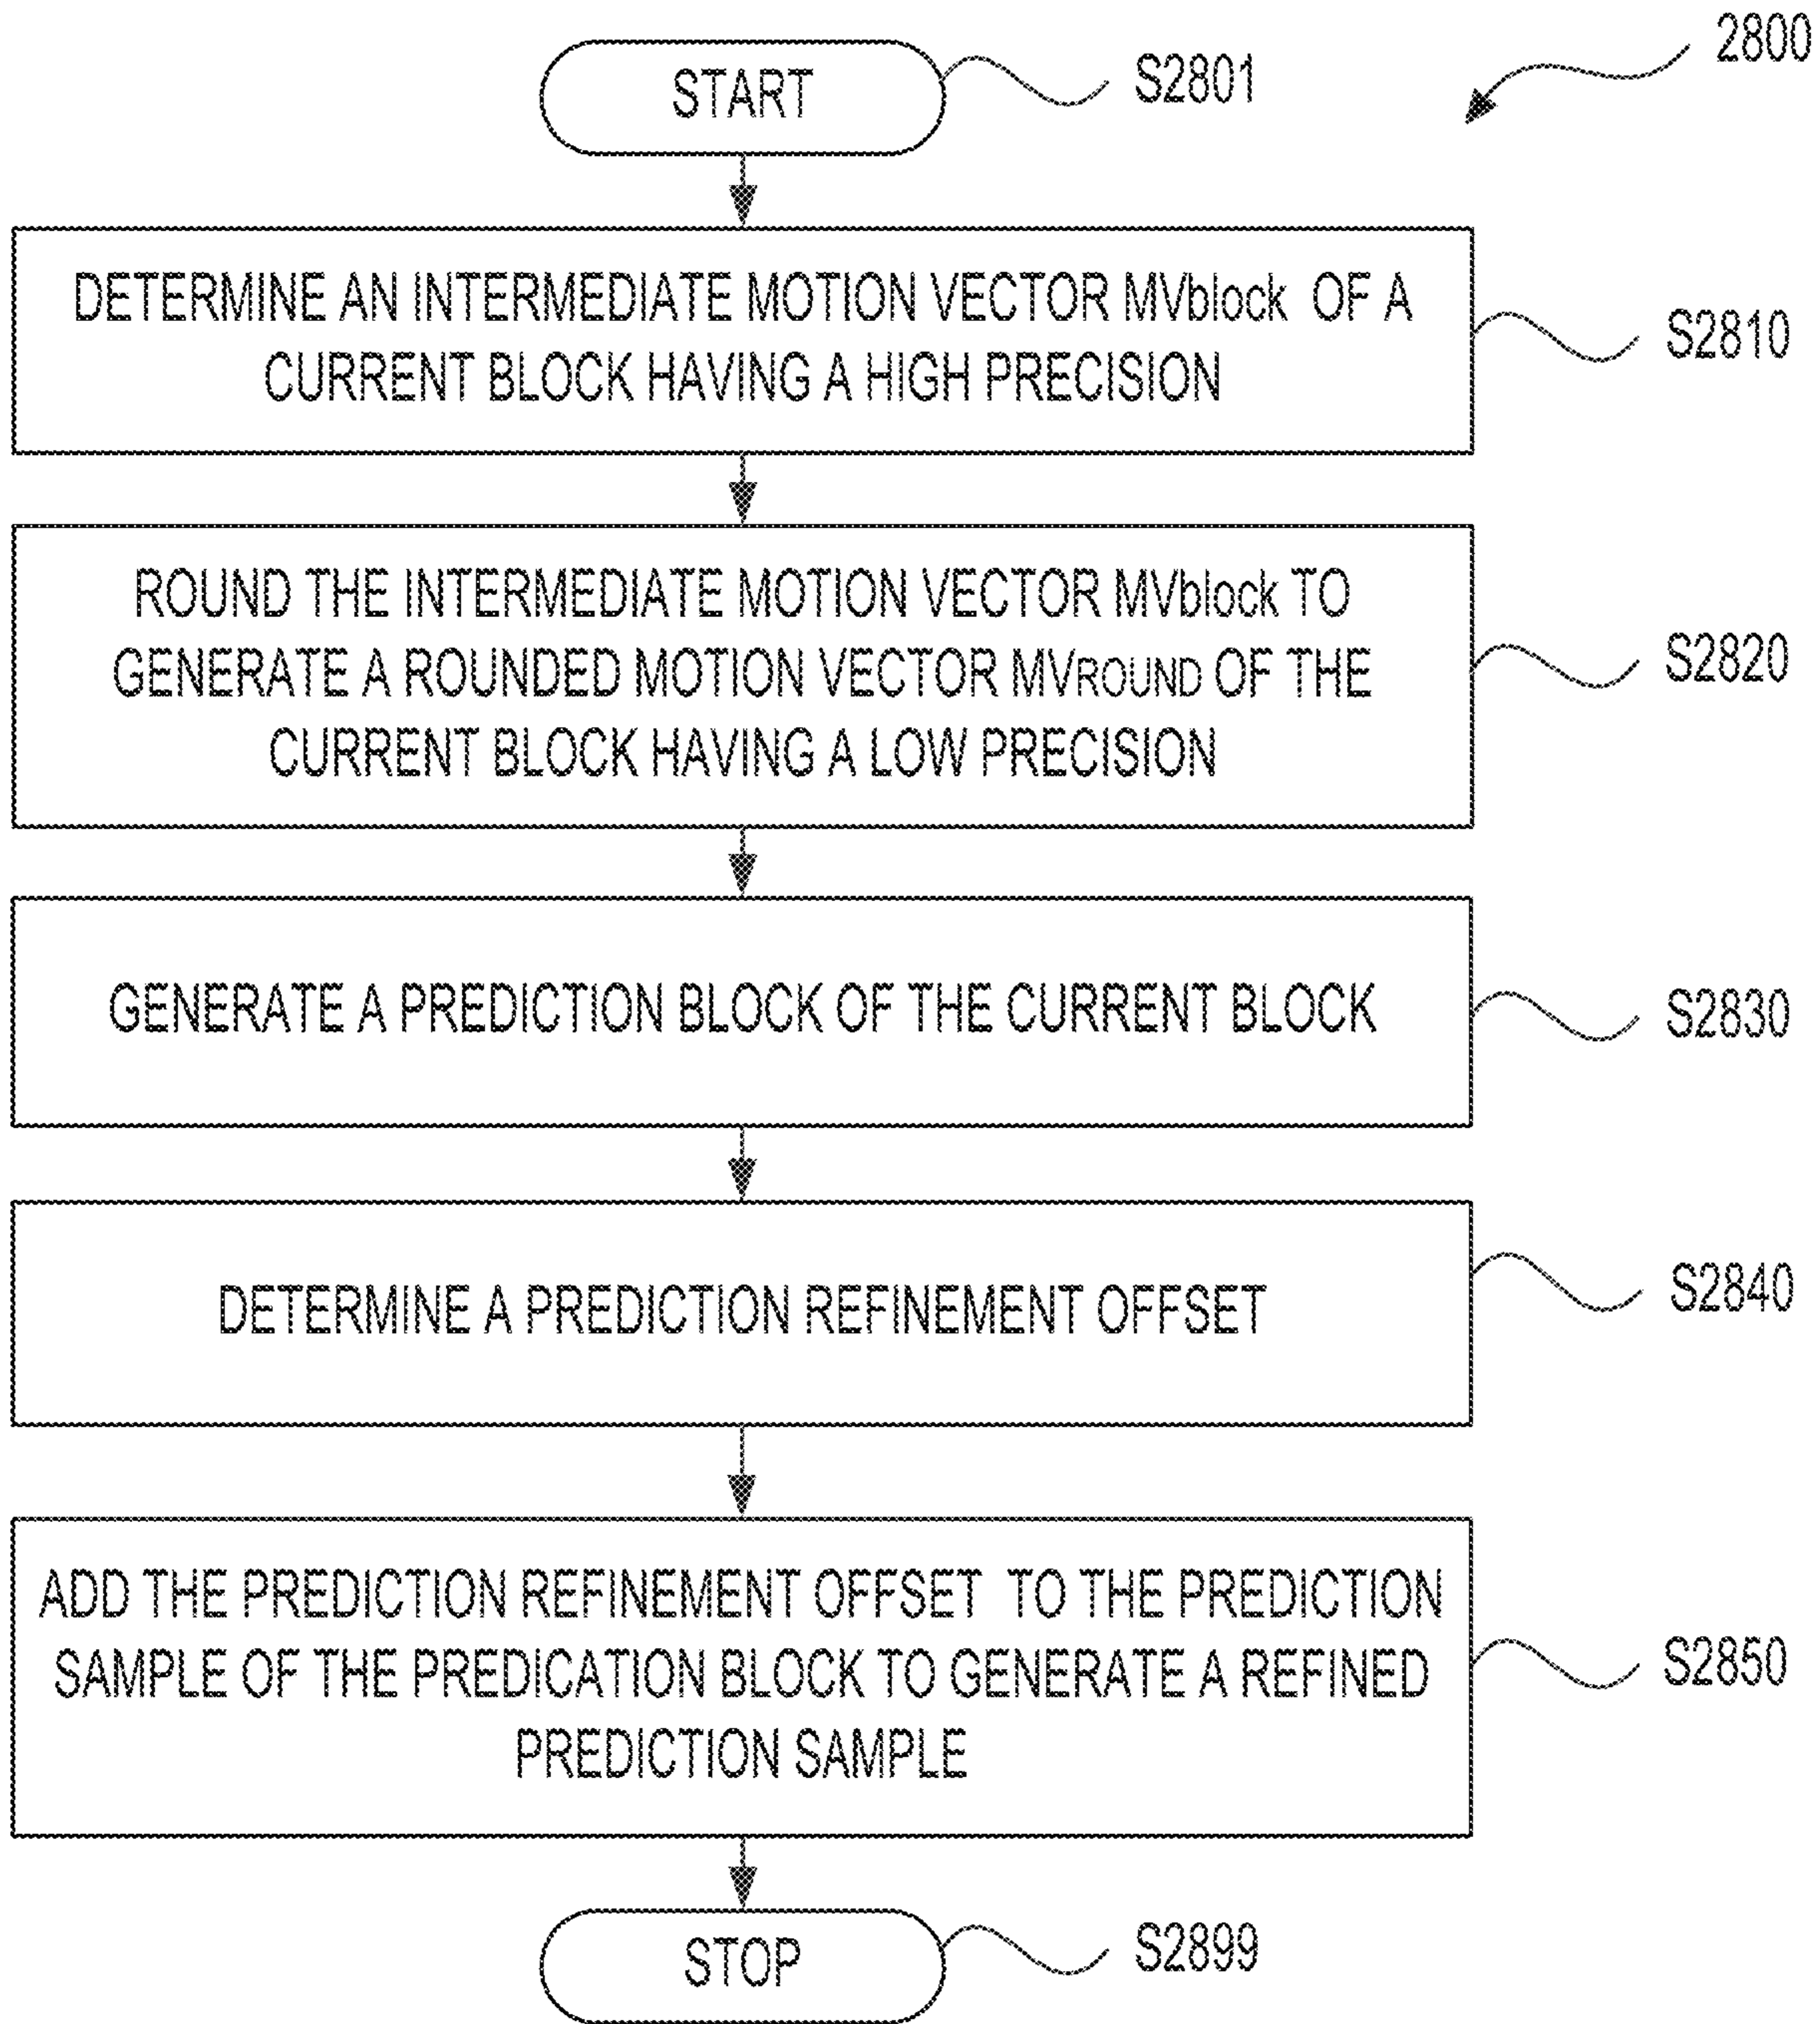 2800
START
S2801
DETERMINE AN INTERMEDIATE MOTION VECTOR MVblock OF A
CURRENT BLOCK HAVING A HIGH PRECISION
S2810
ROUND THE INTERMEDIATE MOTION VECTOR MVblock TO
GENERATE A ROUNDED MOTION VECTOR MVROUND OF THE
CURRENT BLOCK HAVING A LOW PRECISION
S2820
GENERATE A PREDICTION BLOCK OF THE CURRENT BLOCK
S2830
DETERMINE A PREDICTION REFINEMENT OFFSET
S2840
ADD THE PREDICTION REFINEMENT OFFSET TO THE PREDICTION
SAMPLE OF THE PREDICATION BLOCK TO GENERATE A REFINED
PREDICTION SAMPLE
S2850
STOP
S2899